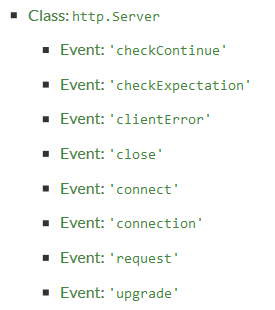 Class: http.Server
Event: 'checkContinue'
Event: 'checkExpectation'
Event: 'clientError'
Event: 'close'
Event: 'connect'
Event: 'connection'
Event: 'request'
Event: 'upgrade'